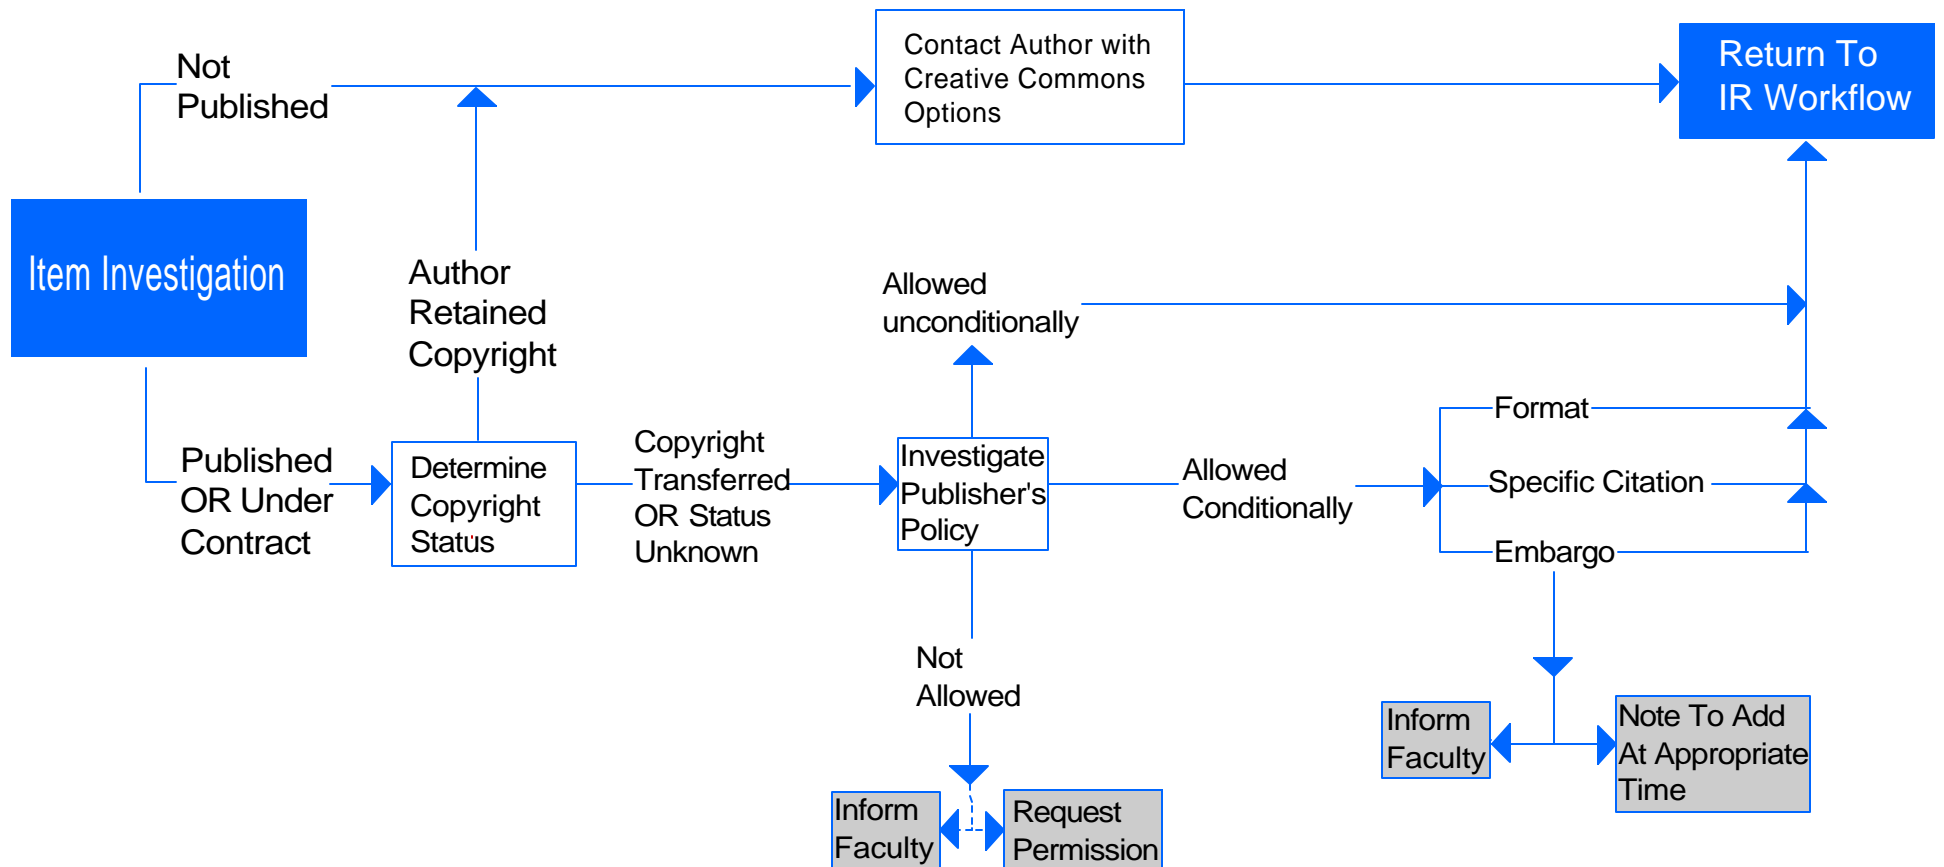 Not
Published
Contact Author with
Creative Commons
Options
Return To
IR Workflow
Item Investigation
Author
Retained
Copyright
Allowed
unconditionally
Published
OR Under
Contract
Determine
Copyright
Status
Copyright
Transferred
OR Status
Unknown
Investigate
Publisher's
Policy
Allowed
Conditionally
Format
Specific Citation
Embargo
Not
Allowed
Inform
Faculty
Request
Permission
Inform
Faculty
Note To Add
At Appropriate
Time